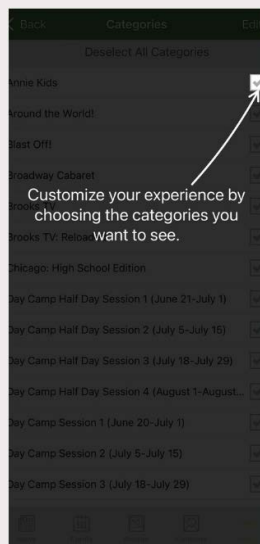 Back Categories Edit
Deselect All Categories
Annie Kids
Around the World!
Blast Off!
Broadway Cabaret
Customize your experience by
Brooks TV
choosing the categories you
Brooks TV: Reload
want to see.
Chicago: High School Edition
Day Camp Half Day Session 1 (June 21-July 1)
Day Camp Half Day Session 2 (July 5-July 15)
Day Camp Half Day Session 3 (July 18-July 29)
Day Camp Half Day Session 4 (August 1-August...
Day Camp Session 1 (June 20-July 1)
Day Camp Session 2 (July 5-July 15)
Day Camp Session 3 (July 18-July 29)